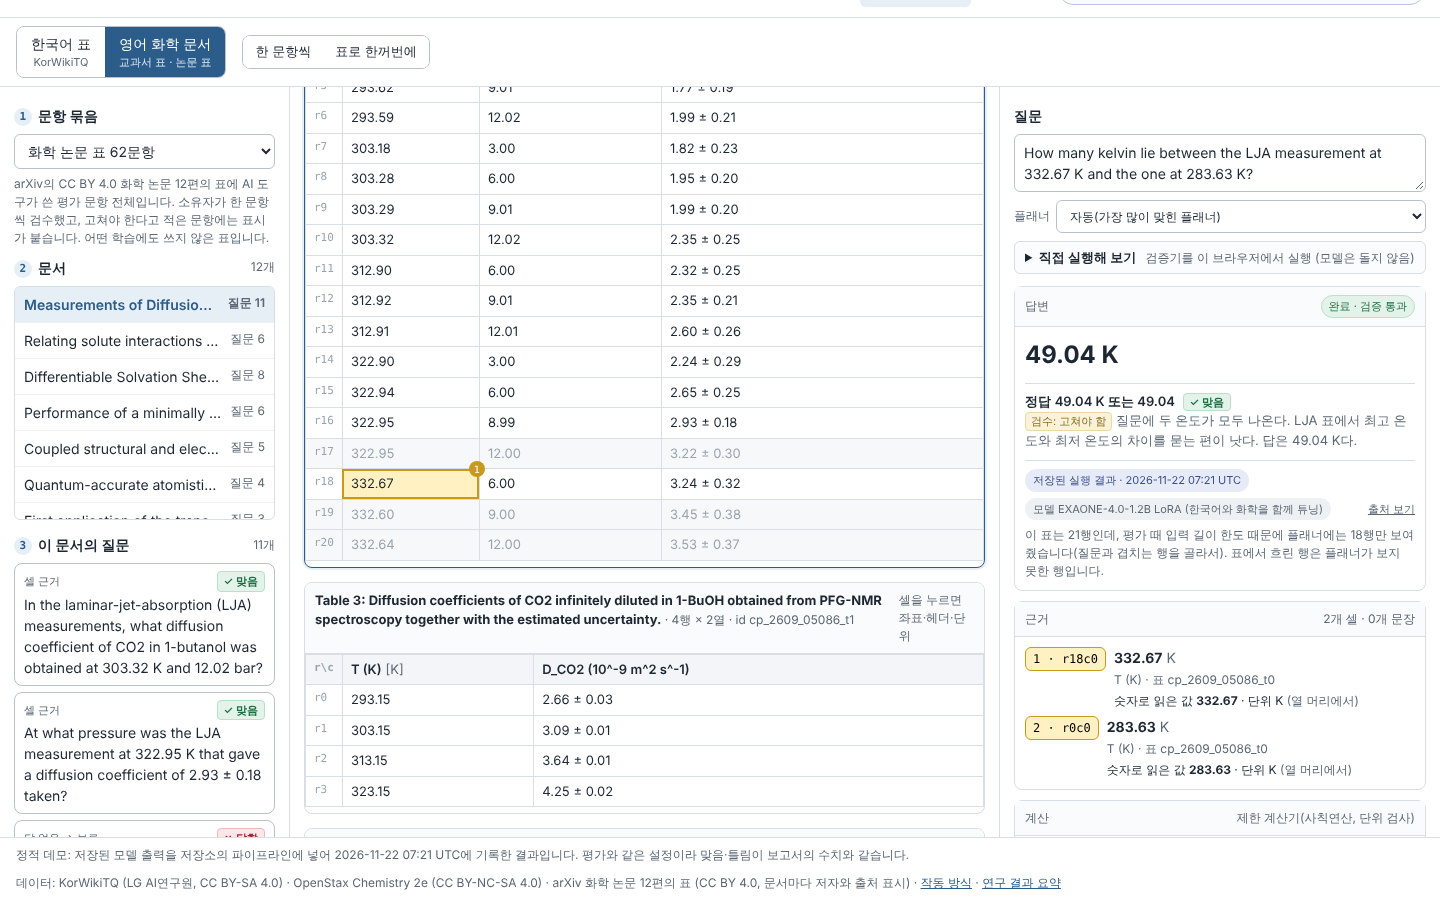 한국어 표
KorWikiTQ
영어 화학 문서
교과서 표 · 논문 표
한 문항씩
표로 한꺼번에
1 문항 묶음
화학 논문 표 62문항
arXiv의 CC BY 4.0 화학 논문 12편의 표에 AI 도
구가 쓴 평가 문항 전체입니다. 소유자가 한 문항
씩 검수했고, 고쳐야 한다고 적은 문항에는 표시
가 붙습니다. 어떤 학습에도 쓰지 않은 표입니다.
2 문서 12개
Measurements of Diffusio... 질문 11
Relating solute interactions ... 질문 6
Differentiable Solvation She... 질문 8
Performance of a minimally ... 질문 6
Coupled structural and elec... 질문 5
Quantum-accurate atomisti... 질문 4
3 이 문서의 질문 11개
셀 근거 ✓ 맞음
In the laminar-jet-absorption (LJA)
measurements, what diffusion
coefficient of CO2 in 1-butanol was
obtained at 303.32 K and 12.02 bar?
셀 근거 ✓ 맞음
At what pressure was the LJA
measurement at 322.95 K that gave
a diffusion coefficient of 2.93 ± 0.18
taken?
293.62 9.01 1.77 ± 0.19
r6 293.59 12.02 1.99 ± 0.21
r7 303.18 3.00 1.82 ± 0.23
r8 303.28 6.00 1.95 ± 0.20
r9 303.29 9.01 1.99 ± 0.20
r10 303.32 12.02 2.35 ± 0.25
r11 312.90 6.00 2.32 ± 0.25
r12 312.92 9.01 2.35 ± 0.21
r13 312.91 12.01 2.60 ± 0.26
r14 322.90 3.00 2.24 ± 0.29
r15 322.94 6.00 2.65 ± 0.25
r16 322.95 8.99 2.93 ± 0.18
r17 322.95 12.00 3.22 ± 0.30
r18 332.67 1 6.00 3.24 ± 0.32
r19 332.60 9.00 3.45 ± 0.38
r20 332.64 12.00 3.53 ± 0.37
Table 3: Diffusion coefficients of CO2 infinitely diluted in 1-BuOH obtained from PFG-NMR
spectroscopy together with the estimated uncertainty. · 4행 × 2열 · id cp_2609_05086_t1
셀을 누르면
좌표·헤더·단
위
r\c T (K) [K] D_CO2 (10^-9 m^2 s^-1)
r0 293.15 2.66 ± 0.03
r1 303.15 3.09 ± 0.01
r2 313.15 3.64 ± 0.01
r3 323.15 4.25 ± 0.02
질문
How many kelvin lie between the LJA measurement at
332.67 K and the one at 283.63 K?
플래너 자동(가장 많이 맞힌 플래너)
▶ 직접 실행해 보기 검증기를 이 브라우저에서 실행 (모델은 돌지 않음)
답변 완료 · 검증 통과
49.04 K
정답 49.04 K 또는 49.04 ✓ 맞음
검수: 고쳐야 함 질문에 두 온도가 모두 나온다. LJA 표에서 최고 온
도와 최저 온도의 차이를 묻는 편이 낫다. 답은 49.04 K다.
저장된 실행 결과 · 2026-11-22 07:21 UTC
모델 EXAONE-4.0-1.2B LoRA (한국어와 화학을 함께 튜닝) 출처 보기
이 표는 21행인데, 평가 때 입력 길이 한도 때문에 플래너에는 18행만 보여
줬습니다(질문과 겹치는 행을 골라서). 표에서 흐린 행은 플래너가 보지
못한 행입니다.
근거 2개 셀 · 0개 문장
1 · r18c0 332.67 K
T (K) · 표 cp_2609_05086_t0
숫자로 읽은 값 332.67 · 단위 K (열 머리에서)
2 · r0c0 283.63 K
T (K) · 표 cp_2609_05086_t0
숫자로 읽은 값 283.63 · 단위 K (열 머리에서)
계산 제한 계산기(사칙연산, 단위 검사)
정적 데모: 저장된 모델 출력을 저장소의 파이프라인에 넣어 2026-11-22 07:21 UTC에 기록한 결과입니다. 평가와 같은 설정이라 맞음·틀림이 보고서의 수치와 같습니다.
데이터: KorWikiTQ (LG AI연구원, CC BY-SA 4.0) · OpenStax Chemistry 2e (CC BY-NC-SA 4.0) · arXiv 화학 논문 12편의 표 (CC BY 4.0, 문서마다 저자와 출처 표시) · 작동 방식 · 연구 결과 요약